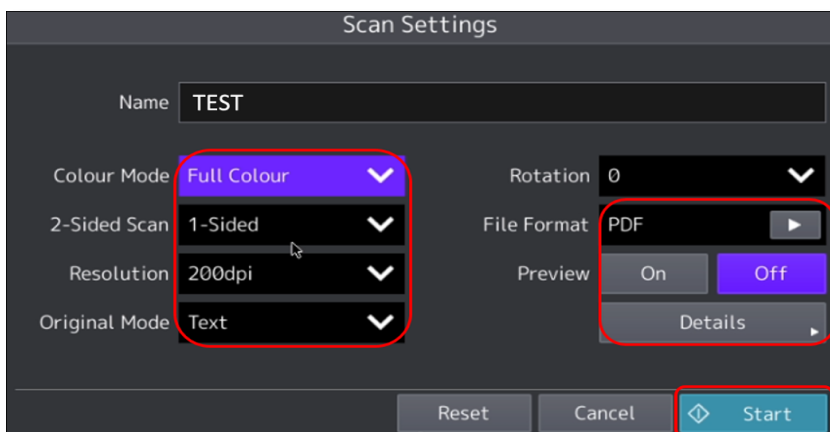 Scan Settings
Name TEST
Colour Mode Full Colour Rotation 0
2-Sided Scan 1-Sided File Format PDF
Resolution 200dpi Preview On Off
Original Mode Text Details
Reset Cancel Start